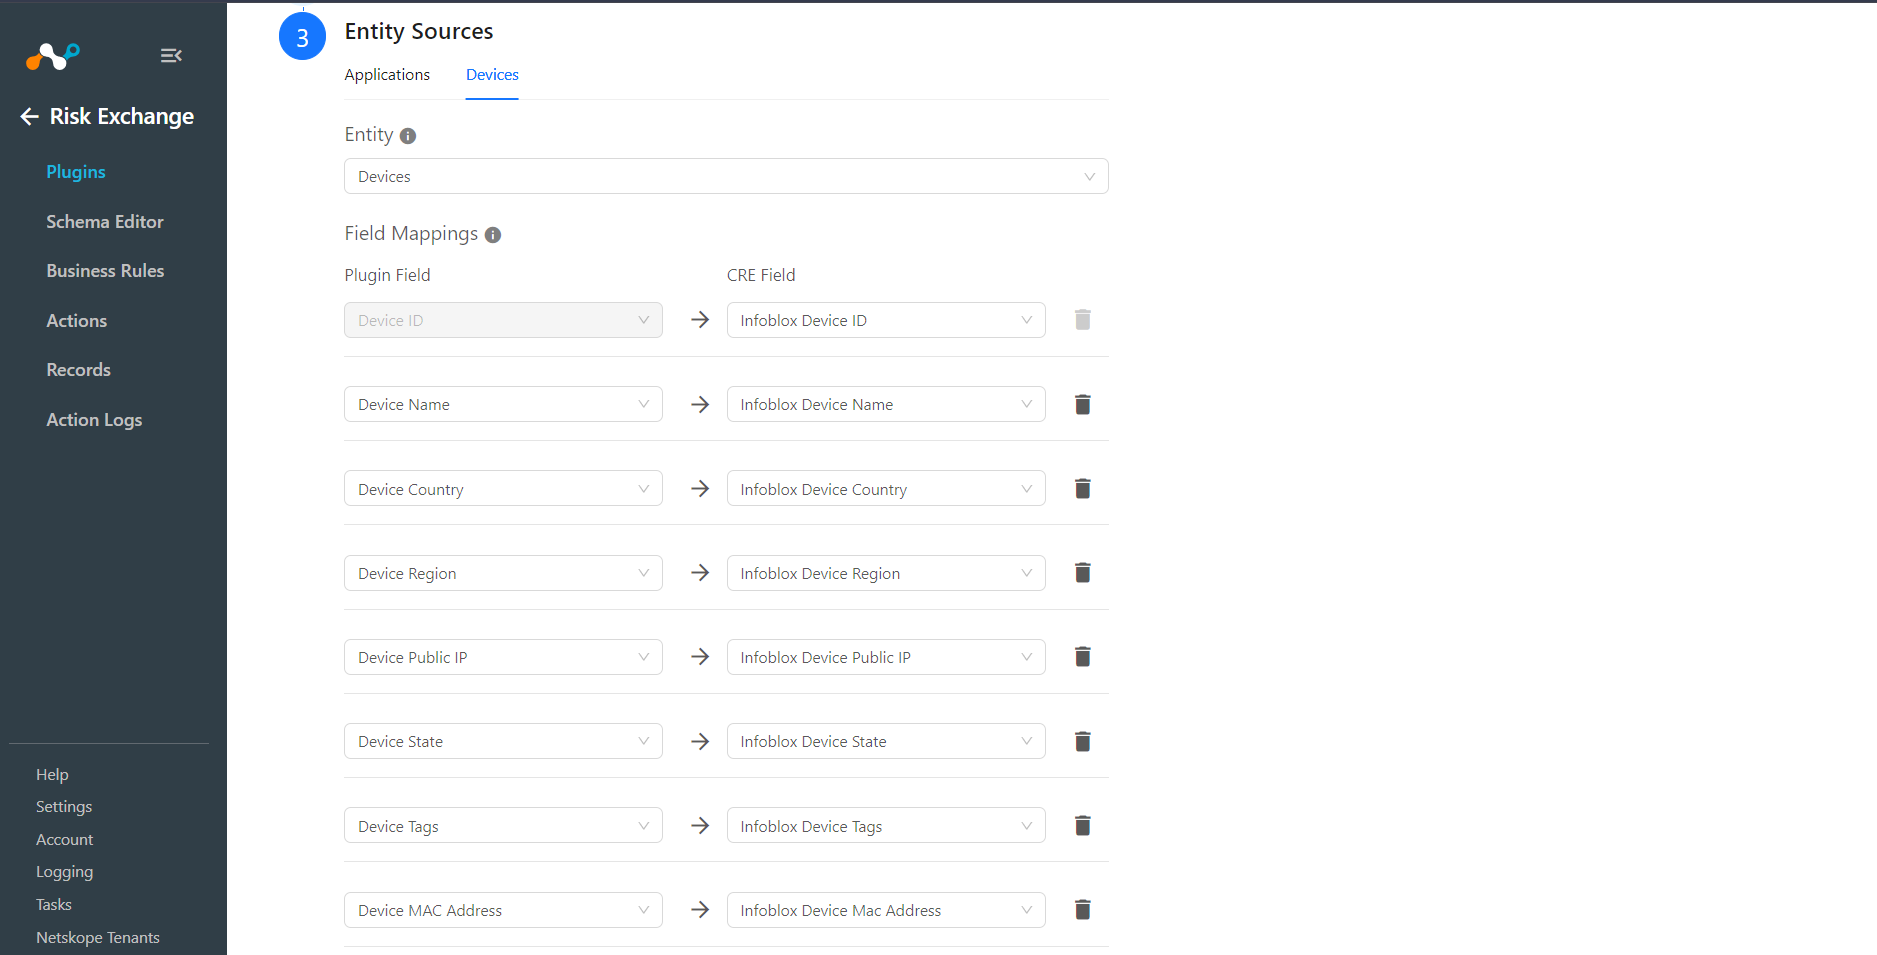 Risk Exchange
Plugins
Schema Editor
Business Rules
Actions
Records
Action Logs
Help
Settings
Account
Logging
Tasks
Netskope Tenants
3
Entity Sources
Applications Devices
Entity
Devices
Field Mappings
Plugin Field CRE Field
Device ID Infoblox Device ID
Device Name Infoblox Device Name
Device Country Infoblox Device Country
Device Region Infoblox Device Region
Device Public IP Infoblox Device Public IP
Device State Infoblox Device State
Device Tags Infoblox Device Tags
Device MAC Address Infoblox Device Mac Address